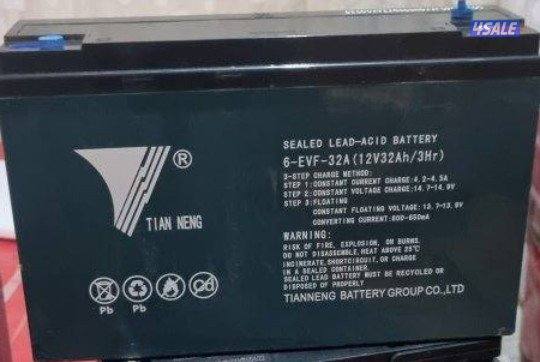 4SALE
SEALED LEAD-ACID BATTERY
6-EVF-32A(12V32Ah/3Hr)
3-STEP CHARGE METHOD:
STEP 1:CONSTANT CURRENT CHARGE:4.2-4.5A
STEP 2:CONSTANT VOLTAGE CHARGE:14.7-14.9V
STEP 3:FLOATING
CONSTANT FLOATING VOLTAGE:13.7-13.9V
CONVERTING CURRENT:600-650mA
®
TIAN NENG
WARNING:
RISK OF FIRE, EXPLOSION, OR BURNS.
DO NOT DISASSEMBLE, HEAT ABOVE 25℃
INCINERATE,SHORTCIRCUIT, OR CHARGE
IN A SEALED CONTAINER.
SEALED LEAD BATTERY MUST BE RECYCLED OR
DISPOSED OF PROPERLY
TIANNENG BATTERY GROUP CO.,LTD
Cd
Pb
Pb